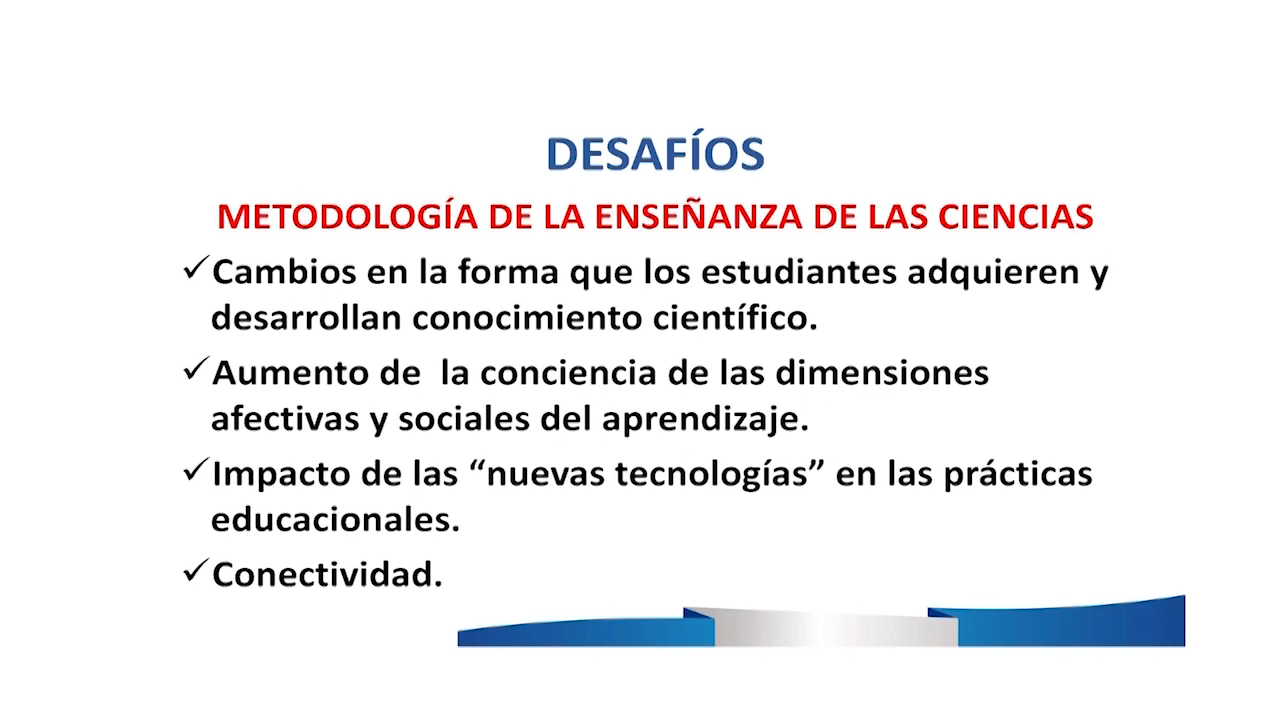 DESAFÍOS
METODOLOGÍA DE LA ENSEÑANZA DE LAS CIENCIAS
✓Cambios en la forma que los estudiantes adquieren y
desarrollan conocimiento científico.
✓Aumento de  la conciencia de las dimensiones
afectivas y sociales del aprendizaje.
✓Impacto de las “nuevas tecnologías” en las prácticas
educacionales.
✓Conectividad.